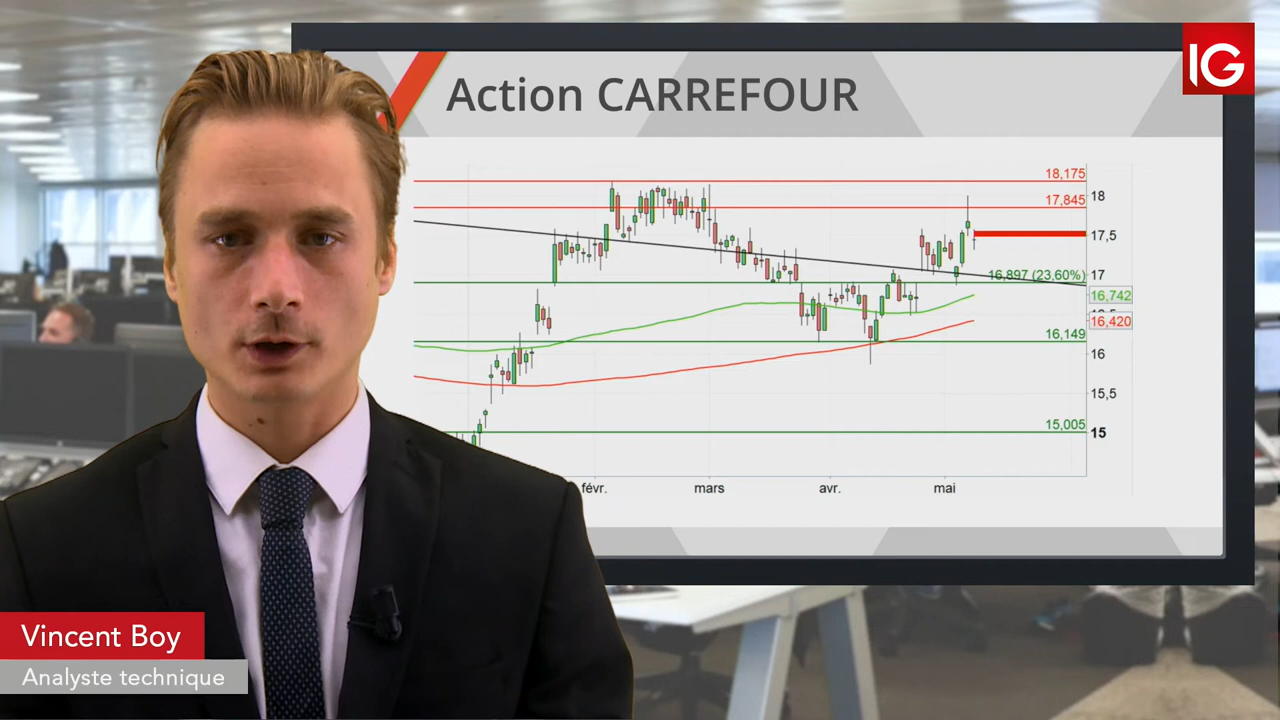 IG
Action CARREFOUR
18,175
18
17,845
17,5
17
16,897 (23,60%)
16,742
16,420
16,149
16
15,5
15,005
15
févr.
mars
avr.
mai
Vincent Boy
Analyste technique